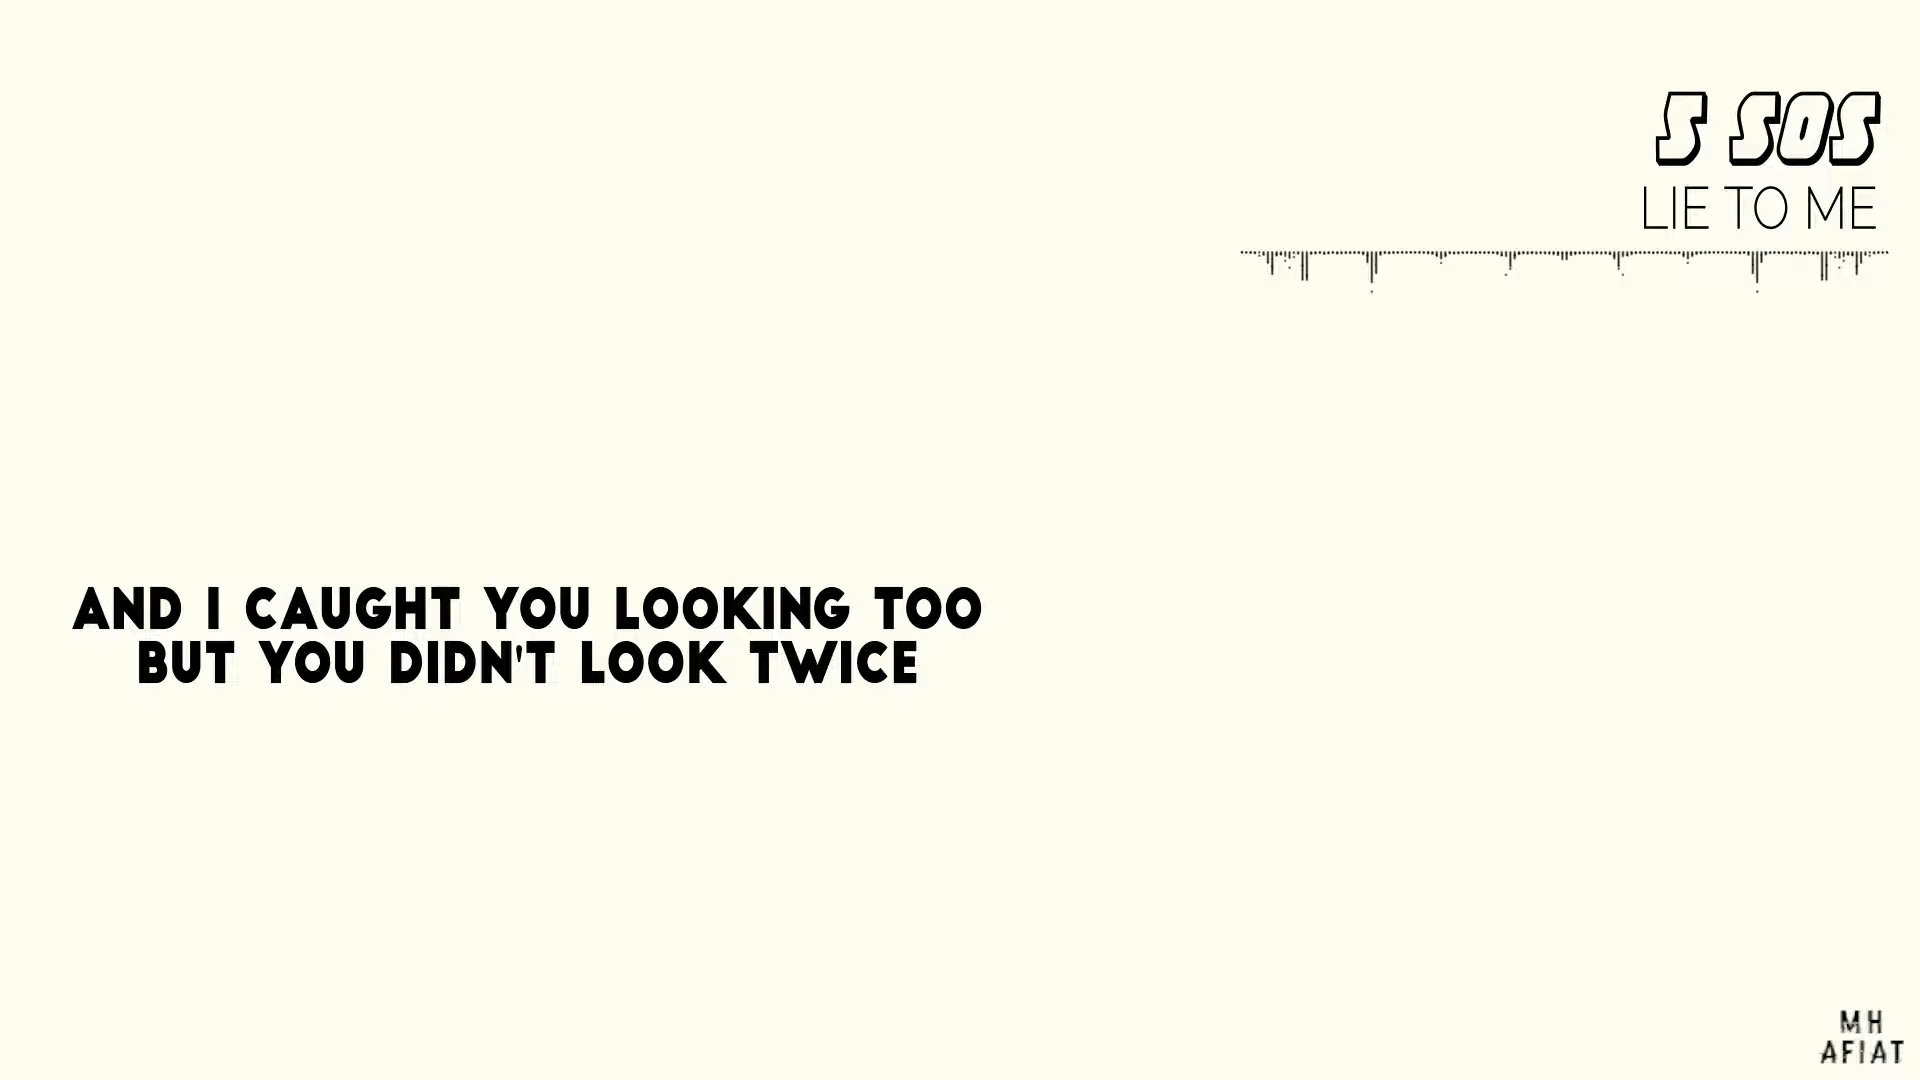 5 SOS
LIE TO ME
AND I CAUGHT YOU LOOKING TOO
BUT YOU DIDN'T LOOK TWICE
MH
AFIAT